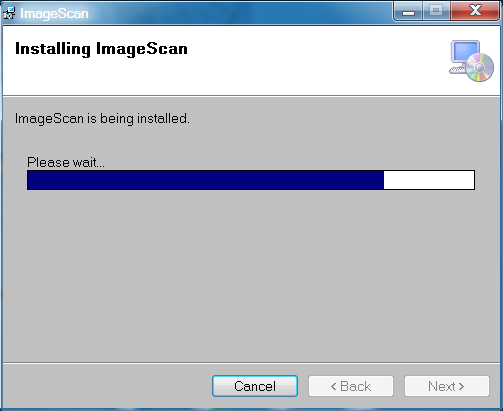 ImageScan
Installing ImageScan
ImageScan is being installed.
Please wait...
Cancel
< Back
Next >